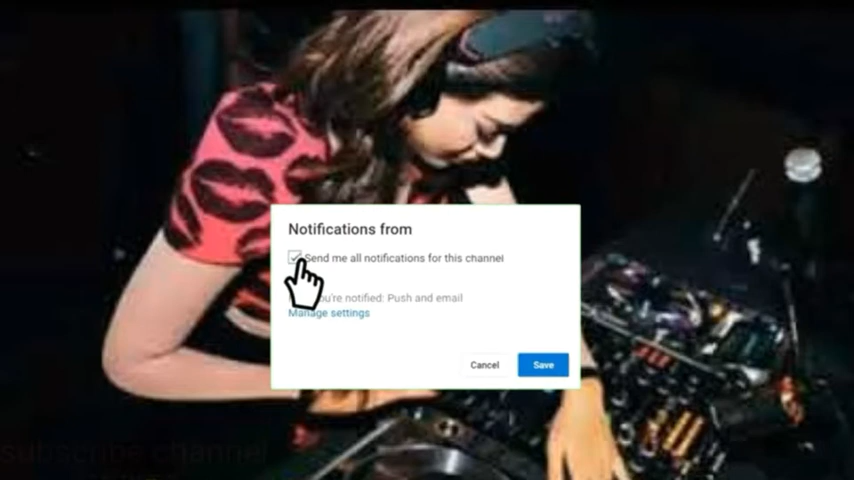 Notifications from
Send me all notifications for this channel
you're notified: Push and email
Manage settings
Cancel
Save
subscribe channel